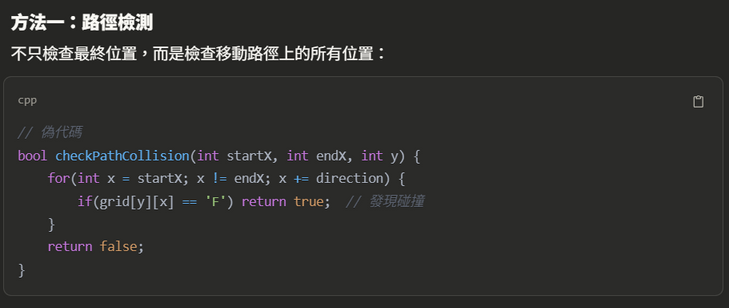 方法一：路徑檢測
不只檢查最終位置，而是檢查移動路徑上的所有位置：
cpp
// 偽代碼
bool checkPathCollision(int startX, int endX, int y) {
    for(int x = startX; x != endX; x += direction) {
        if(grid[y][x] == 'F') return true;  // 發現碰撞
    }
    return false;
}